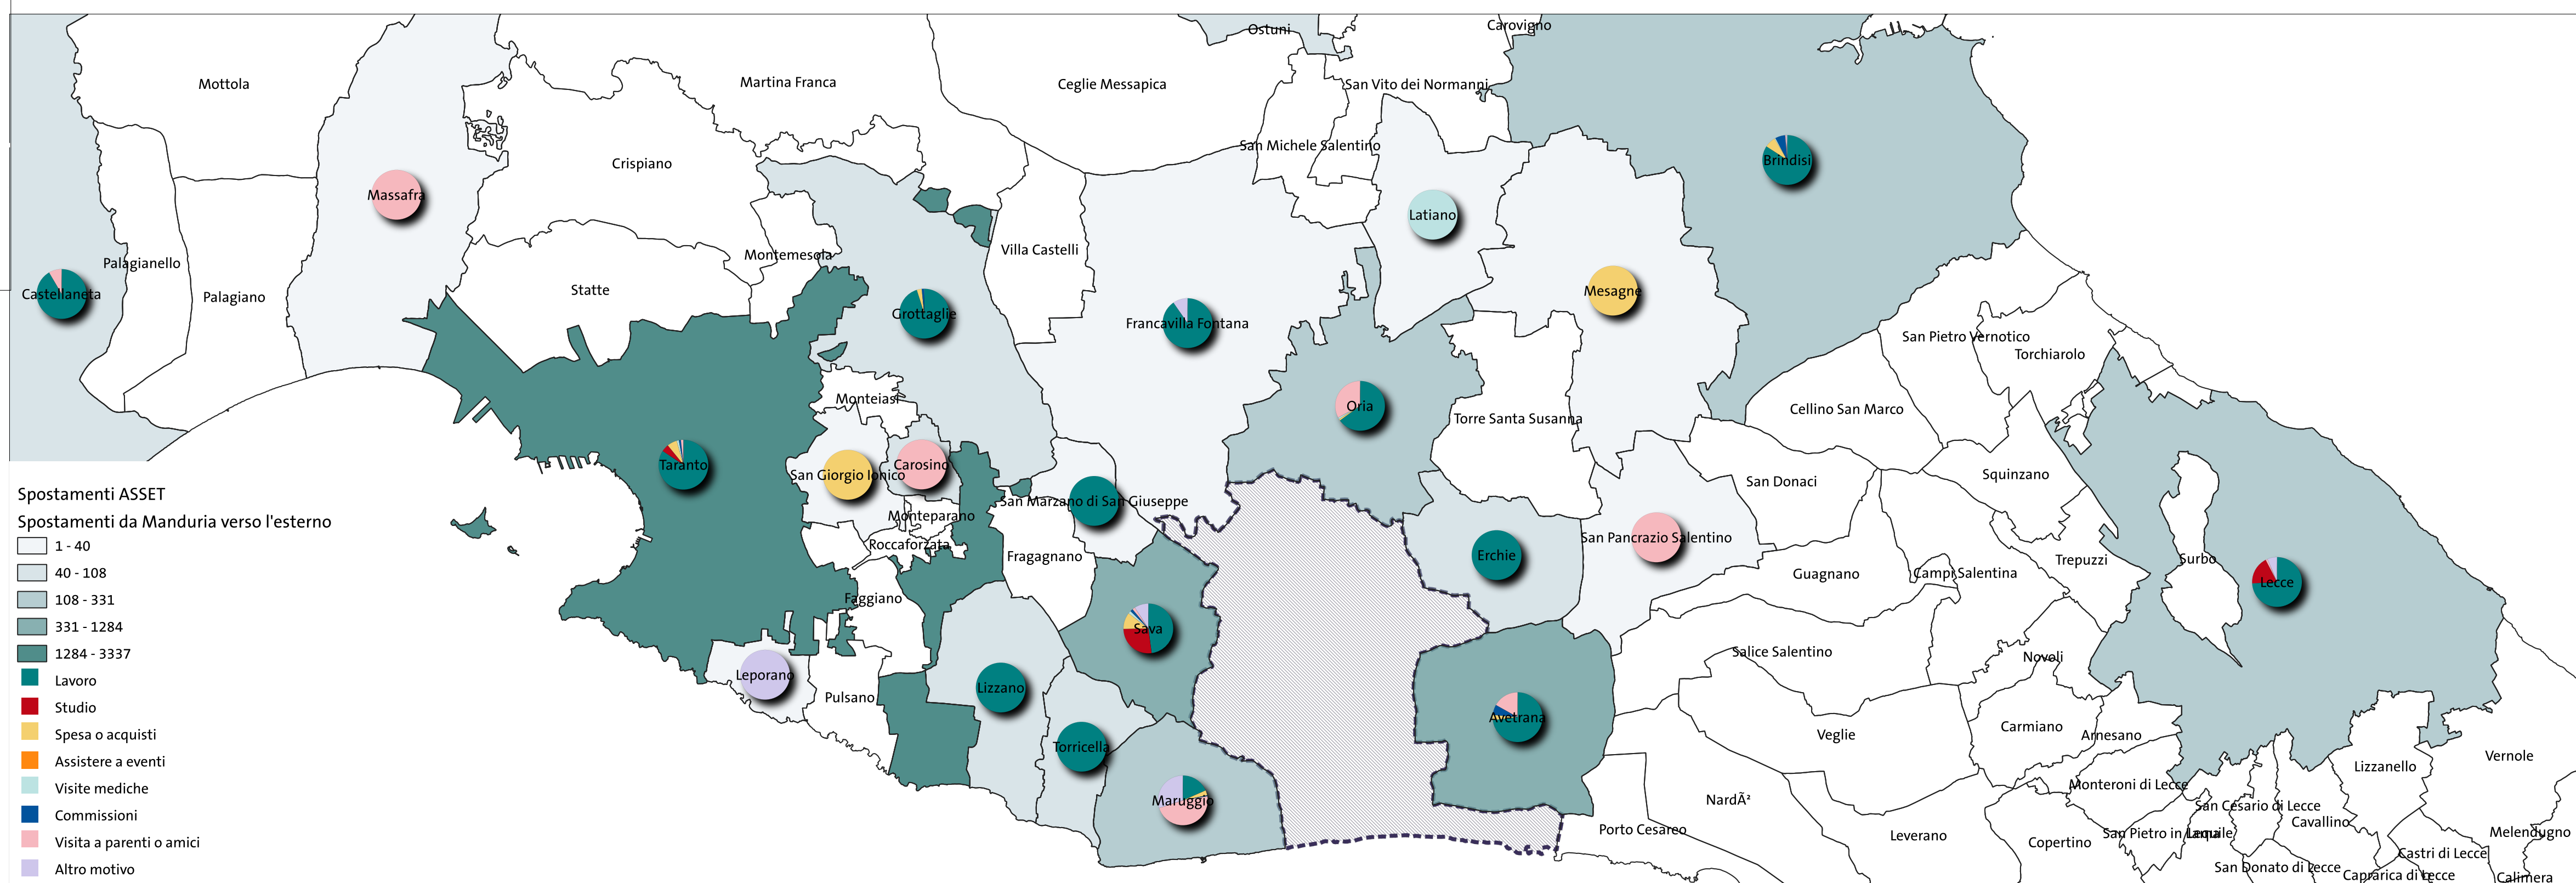 Ostuni
Carovigno
Mottola
Martina Franca
Ceglie Messapica
San Vito dei Normanni
Crispiano
San Michele Salentino
Brindisi
Massafra
Latiano
Palagianello
Montemesola
Villa Castelli
Castellaneta
Palagiano
Statte
Grottaglie
Francavilla Fontana
Mesagne
San Pietro Vernotico
Torchiarolo
Monteiasi
Oria
Torre Santa Susanna
Cellino San Marco
Taranto
San Giorgio Ionico
Carosino
San Marzano di San Giuseppe
San Donaci
Squinzano
Monteparano
Roccaforzata
Fragagnano
Erchie
San Pancrazio Salentino
Guagnano
Campi Salentina
Trepuzzi
Surbo
Lecce
Faggiano
Sava
Salice Salentino
Novoli
Leporano
Pulsano
Lizzano
Torricella
Avetrana
Veglie
Carmiano
Arnesano
Maruggio
Nardò
Porto Cesareo
Leverano
Copertino
Monteroni di Lecce
San Cesario di Lecce
Lizzanello
Vernole
Cavallino
San Pietro in Lama
Lequile
Melendugno
San Donato di Lecce
Castri di Lecce
Caprarica di Lecce
Calimera
Spostamenti ASSET
Spostamenti da Manduria verso l'esterno
1 - 40
40 - 108
108 - 331
331 - 1284
1284 - 3337
Lavoro
Studio
Spesa o acquisti
Assistere a eventi
Visite mediche
Commissioni
Visita a parenti o amici
Altro motivo